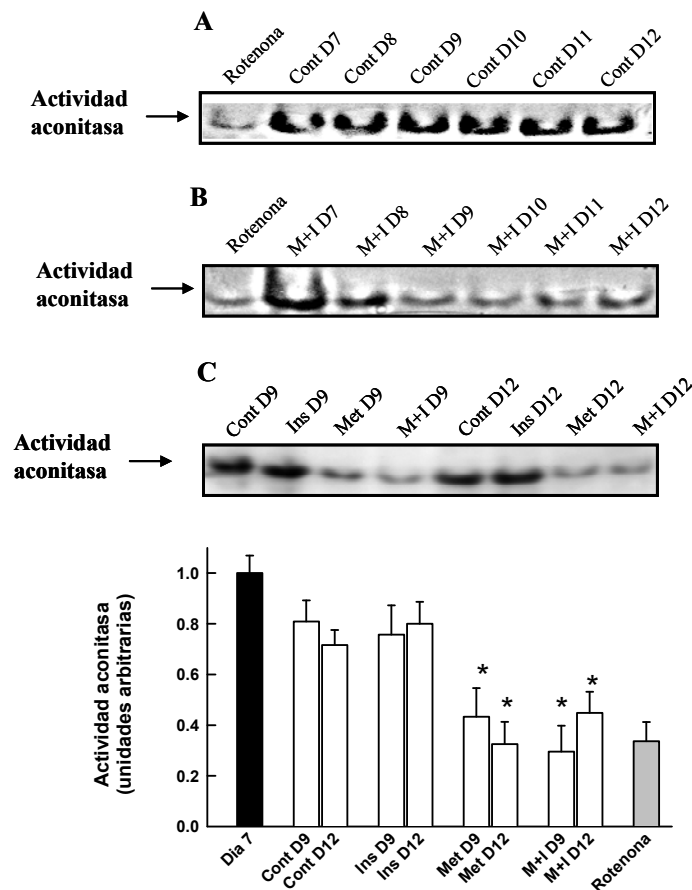 A
Rotenona
Cont D7
Cont D8
Cont D9
Cont D10
Cont D11
Cont D12
Actividad
aconitasa
B
Rotenona
M+I D7
M+I D8
M+I D9
M+I D10
M+I D11
M+I D12
Actividad
aconitasa
C
Cont D9
Ins D9
Met D9
M+I D9
Cont D12
Ins D12
Met D12
M+I D12
Actividad
aconitasa
Actividad aconitasa
(unidades arbitrarias)
1.0
0.8
0.6
0.4
0.2
0.0
*
*
*
*
Dia 7
Cont D9
Cont D12
Ins D9
Ins D12
Met D9
Met D12
M+I D9
M+I D12
Rotenona